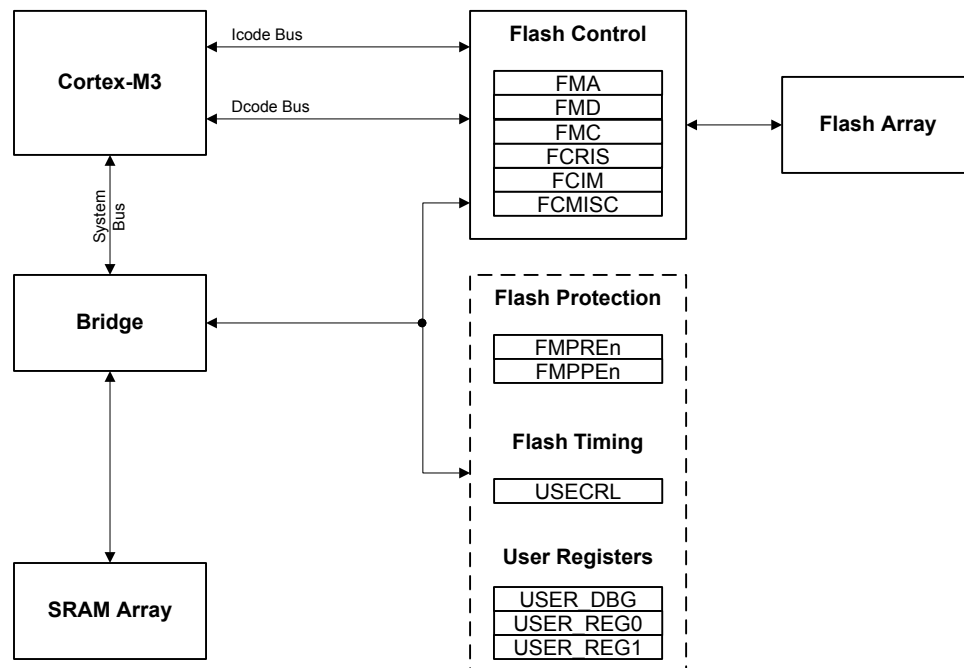 Cortex-M3
Icode Bus
Dcode Bus
System
Bus
Bridge
SRAM Array
Flash Control
FMA
FMD
FMC
FCRIS
FCIM
FCMISC
Flash Array
Flash Protection
FMPREn
FMPPEn
Flash Timing
USECRL
User Registers
USER_DBG
USER_REG0
USER_REG1